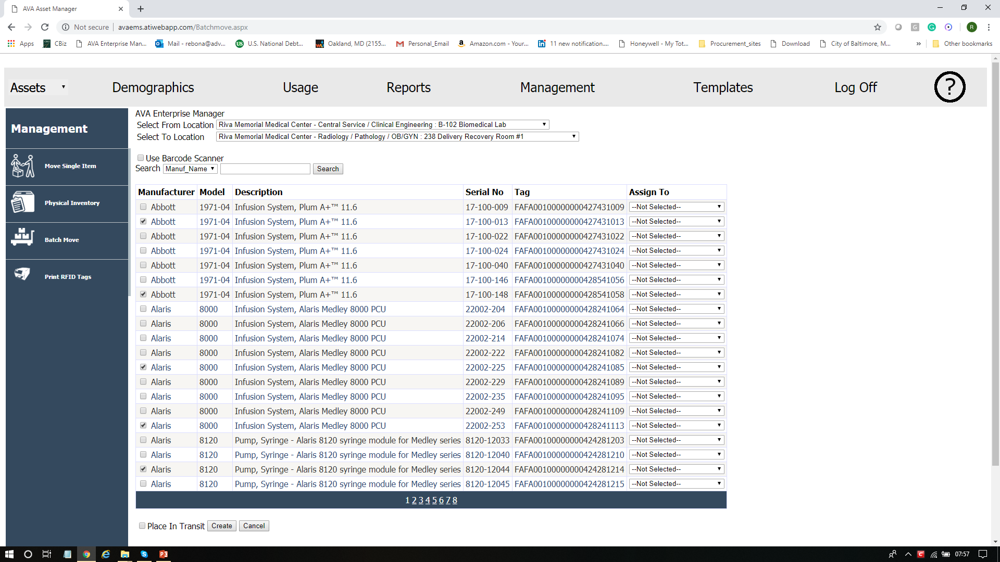 AVA Asset Manager
Not secure avaems.atiwebapp.com/Batchmove.aspx
G R
Apps CBiz AVA Enterprise Man... Mail - rebona@adv... U.S. National Debt... Oakland, MD (2155... Personal_Email Amazon.com - Your... 11 new notification.... Honeywell - My Tot... Procurement_sites Download City of Baltimore, M... » Other bookmarks
Assets Demographics Usage Reports Management Templates Log Off ?
Management
Move Single Item
Physical Inventory
Batch Move
Print RFID Tags
AVA Enterprise Manager
Select From Location Riva Memorial Medical Center - Central Service / Clinical Engineering : B-102 Biomedical Lab
Select To Location Riva Memorial Medical Center - Radiology / Pathology / OB/GYN : 238 Delivery Recovery Room #1
Use Barcode Scanner
Search Manuf_Name Search
Manufacturer Model Description Serial No Tag Assign To
Abbott 1971-04 Infusion System, Plum A+™ 11.6 17-100-009 FAFA00100000000427431009 --Not Selected--
Abbott 1971-04 Infusion System, Plum A+™ 11.6 17-100-013 FAFA00100000000427431013 --Not Selected--
Abbott 1971-04 Infusion System, Plum A+™ 11.6 17-100-022 FAFA00100000000427431022 --Not Selected--
Abbott 1971-04 Infusion System, Plum A+™ 11.6 17-100-024 FAFA00100000000427431024 --Not Selected--
Abbott 1971-04 Infusion System, Plum A+™ 11.6 17-100-040 FAFA00100000000427431040 --Not Selected--
Abbott 1971-04 Infusion System, Plum A+™ 11.6 17-100-146 FAFA00100000000428541056 --Not Selected--
Abbott 1971-04 Infusion System, Plum A+™ 11.6 17-100-148 FAFA00100000000428541058 --Not Selected--
Alaris 8000 Infusion System, Alaris Medley 8000 PCU 22002-204 FAFA00100000000428241064 --Not Selected--
Alaris 8000 Infusion System, Alaris Medley 8000 PCU 22002-206 FAFA00100000000428241066 --Not Selected--
Alaris 8000 Infusion System, Alaris Medley 8000 PCU 22002-214 FAFA00100000000428241074 --Not Selected--
Alaris 8000 Infusion System, Alaris Medley 8000 PCU 22002-222 FAFA00100000000428241082 --Not Selected--
Alaris 8000 Infusion System, Alaris Medley 8000 PCU 22002-225 FAFA00100000000428241085 --Not Selected--
Alaris 8000 Infusion System, Alaris Medley 8000 PCU 22002-229 FAFA00100000000428241089 --Not Selected--
Alaris 8000 Infusion System, Alaris Medley 8000 PCU 22002-235 FAFA00100000000428241095 --Not Selected--
Alaris 8000 Infusion System, Alaris Medley 8000 PCU 22002-249 FAFA00100000000428241109 --Not Selected--
Alaris 8000 Infusion System, Alaris Medley 8000 PCU 22002-253 FAFA00100000000428241113 --Not Selected--
Alaris 8120 Pump, Syringe - Alaris 8120 syringe module for Medley series 8120-12033 FAFA00100000000424281203 --Not Selected--
Alaris 8120 Pump, Syringe - Alaris 8120 syringe module for Medley series 8120-12040 FAFA00100000000424281210 --Not Selected--
Alaris 8120 Pump, Syringe - Alaris 8120 syringe module for Medley series 8120-12044 FAFA00100000000424281214 --Not Selected--
Alaris 8120 Pump, Syringe - Alaris 8120 syringe module for Medley series 8120-12045 FAFA00100000000424281215 --Not Selected--
1 2 3 4 5 6 7 8
Place In Transit Create Cancel
07:57